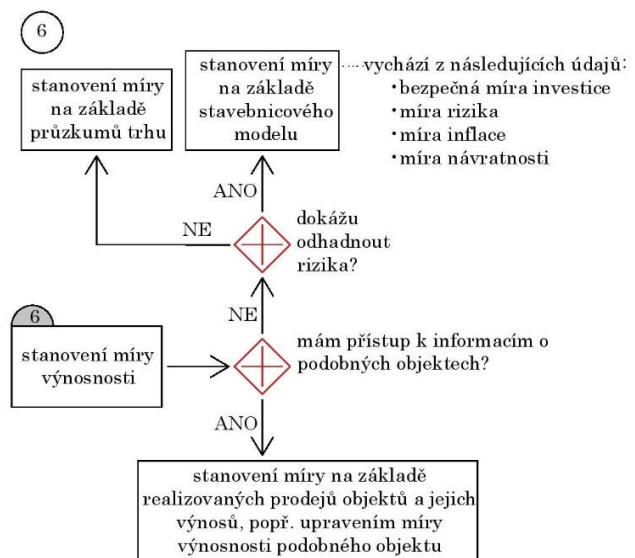 6
stanovení míry
na základě
průzkumů trhu
stanovení míry
na základě
stavebnicového
modelu
vychází z následujících údajů:
•bezpečná míra investice
•míra rizika
•míra inflace
•míra návratnosti
ANO
NE
dokážu
odhadnout
rizika?
NE
6
stanovení míry
výnosnosti
mám přístup k informacím o
podobných objektech?
ANO
stanovení míry na základě
realizovaných prodejů objektů a jejich
výnosů, popř. upravením míry
výnosnosti podobného objektu